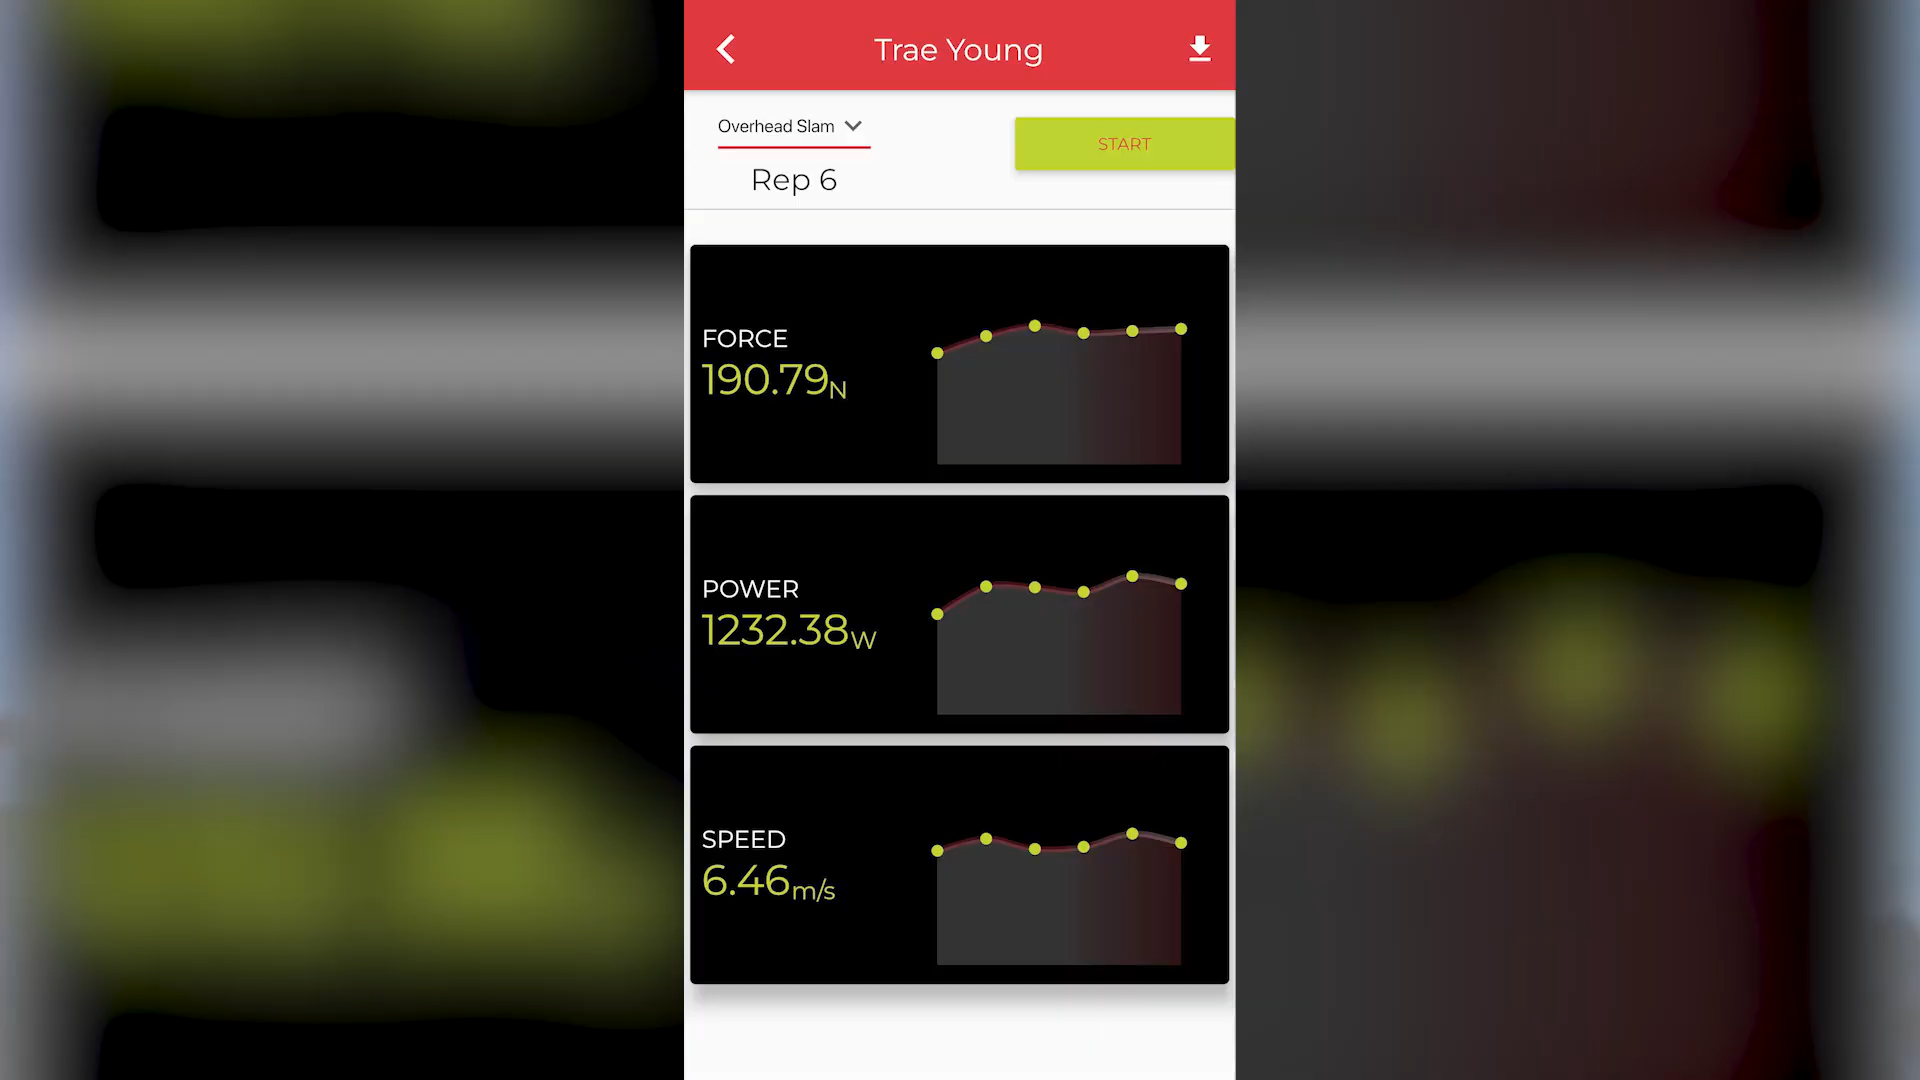 Trae Young
Overhead Slam
START
Rep 6
FORCE
190.79N
POWER
1232.38W
SPEED
6.46m/s